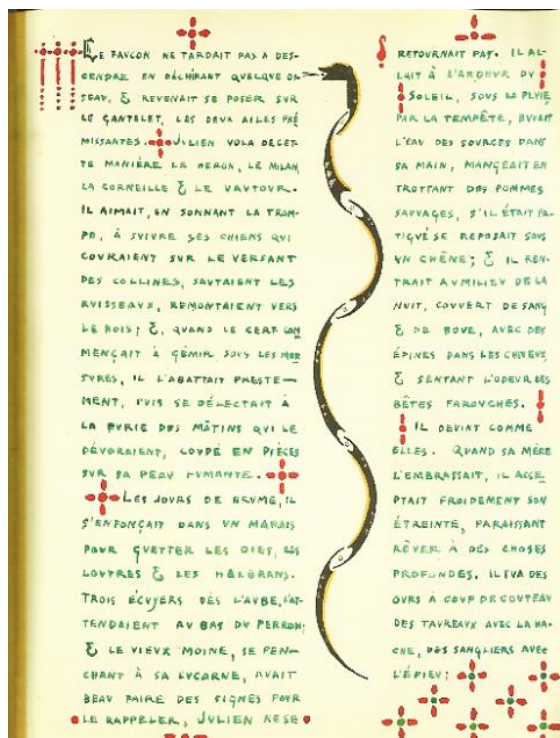 LE FAUCON NE TARDAIT PAS A DES-
CENDRE EN DÉCHIRANT QUELQUE OI-
SEAU, & REVENAIT SE POSER SUR
LE GANTELET, LES DEUX AILES FRÉ
MISSANTES. JULIEN VOLA DE CET-
TE MANIÈRE LE HERON, LE MILAN,
LA CORNEILLE & LE VAUTOUR.
IL AIMAIT, EN SONNANT LA TROM-
PE, À SUIVRE SES CHIENS QUI
COURAIENT SUR LE VERSANT
DES COLLINES, SAUTAIENT LES
RUISSEAUX, REMONTAIENT VERS
LE BOIS; &, QUAND LE CERF COM
MENÇAIT À GÉMIR SOUS LES MOR
SURES, IL L'ABATTAIT PRESTE-
MENT, PUIS SE DÉLECTAIT À
LA FURIE DES MÂTINS QUI LE
DÉVORAIENT, COUPÉ EN PIÈCES
SUR SA PEAU FUMANTE.
LES JOURS DE BRUME, IL
S'ENFONÇAIT DANS UN MARAIS
POUR GUETTER LES OIES, LES
LOUTRES & LES HALBRANS.
TROIS ÉCUYERS DÈS L'AUBE, L'AT-
TENDAIENT AU BAS DU PERRON;
& LE VIEUX MOINE, SE PEN-
CHANT À SA LUCARNE, AVAIT
BEAU FAIRE DES SIGNES POUR
LE RAPPELER, JULIEN NE SE
RETOURNAIT PAS. IL AL-
LAIT À L'ARDEUR DU
SOLEIL, SOUS LA PLUIE
PAR LA TEMPÊTE, BUVAIT
L'EAU DES SOURCES DANS
SA MAIN, MANGEAIT EN
TROTTANT DES POMMES
SAUVAGES, S'IL ÉTAIT FA-
TIGUÉ SE REPOSAIT SOUS
UN CHÊNE; & IL REN-
TRAIT AU MILIEU DE LA
NUIT, COUVERT DE SANG
& DE BOUE, AVEC DES
ÉPINES DANS LES CHEVEUX
& SENTANT L'ODEUR DES
BÊTES FAROUCHES.
IL DEVINT COMME
ELLES. QUAND SA MÈRE
L'EMBRASSAIT, IL ACCE
PTAIT FROIDEMENT SON
ÉTREINTE, PARAISSANT
RÊVER À DES CHOSES
PROFONDES. IL TUA DES
OURS À COUP DE COUTEAU
DES TAUREAUX AVEC LA HA-
CHE, DES SANGLIERS AVEC
L'ÉPIEU;